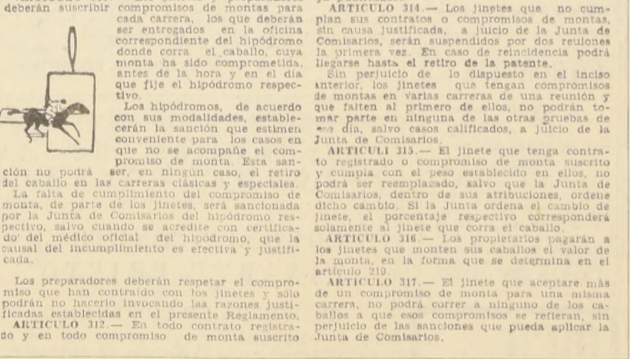 deberán suscribir compromisos de montas para
cada carrera, los que deberán
ser entregados en la oficina
correspondiente del hipódromo
donde corra el caballo, cuya
monta ha sido comprometida,
antes de la hora y en el día
que fije el hipódromo respec-
tivo.
Los hipódromos, de acuerdo
con sus modalidades, estable-
cerán la sanción que estimen
conveniente para los casos en
que no se acompañe el com-
promiso de monta. Esta san-
ción no podrá ser, en ningún caso, el retiro
del caballo en las carreras clásicas y especiales.
La falta de cumplimiento del compromiso de
monta, de parte de los jinetes, será sancionada
por la Junta de Comisarios del hipódromo res-
pectivo, salvo cuando se acredite con certifica-
do del médico oficial del hipódromo, que la
causal del incumplimiento es efectiva y justifi-
cada.
Los preparadores deberán respetar el compro-
miso que han contraído con los jinetes y sólo
podrán no hacerlo invocando las razones justi-
ficadas establecidas en el presente Reglamento.
ARTICULO 312.— En todo contrato registra-
do y en todo compromiso de monta suscrito
ARTICULO 314.— Los jinetes que no cum-
plan sus contratos o compromisos de montas,
sin causa justificada, a juicio de la Junta de
Comisarios, serán suspendidos por dos reuiones
la primera vez. En caso de reincidencia podrá
llegarse hasta el retiro de la patente.
Sin perjuicio de lo dispuesto en el inciso
anterior, los jinetes que tengan compromisos
de montas en varias carreras de una reunión y
que falten al primero de ellos, no podrán to-
mar parte en ninguna de las otras pruebas de
día, salvo casos calificados, a juicio de la
Junta de Comisarios.
ARTICULI 315.— El jinete que tenga contra-
to registrado o compromiso de monta suscrito
y cumpla con el peso establecido en ellos, no
podrá ser reemplazado, salvo que la Junta de
Comisarios, dentro de sus atribuciones, ordene
dicho cambio. Si la Junta ordena el cambio de
jinete, el porcentaje respectivo corresponderá
solamente al jinete que corra el caballo.
ARTICULO 316.— Los propietarios pagarán a
los jinetes que monten sus caballos el valor de
la monta, en la forma que se determina en el
artículo 219.
ARTICULO 317.— El jinete que aceptare más
de un compromiso de monta para una misma
carrera, no podrá correr a ninguno de los ca-
ballos a que esos compromisos se refieran, sin
perjuicio de las sanciones que pueda aplicar la
Junta de Comisarios.